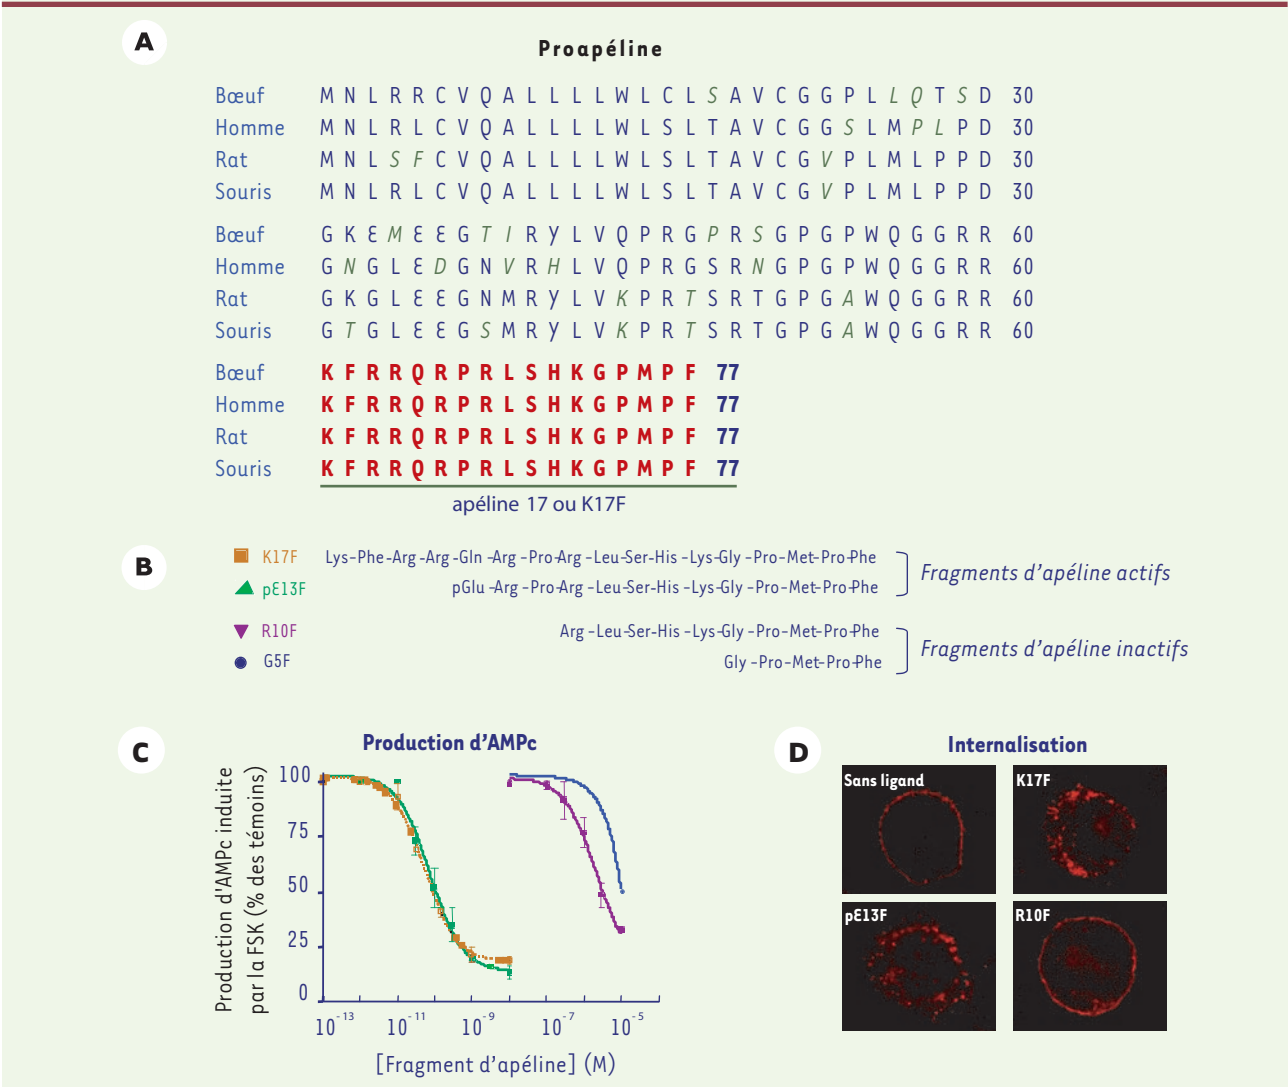 A
Proapéline
Bœuf M N L R R C V Q A L L L L W L C L S A V C G G P L L Q T S D 30
Homme M N L R L C V Q A L L L L W L S L T A V C G G S L M P L P D 30
Rat M N L S F C V Q A L L L L W L S L T A V C G V P L M L P P D 30
Souris M N L R L C V Q A L L L L W L S L T A V C G V P L M L P P D 30
Bœuf G K E M E E G T I R Y L V Q P R G P R S G P G P W Q G G R R 60
Homme G N G L E D G N V R H L V Q P R G S R N G P G P W Q G G R R 60
Rat G K G L E E G N M R Y L V K P R T S R T G P G A W Q G G R R 60
Souris G T G L E E G S M R Y L V K P R T S R T G P G A W Q G G R R 60
Bœuf K F R R Q R P R L S H K G P M P F 77
Homme K F R R Q R P R L S H K G P M P F 77
Rat K F R R Q R P R L S H K G P M P F 77
Souris K F R R Q R P R L S H K G P M P F 77
apéline 17 ou K17F
B
K17F Lys-Phe-Arg-Arg-Gln-Arg-Pro-Arg-Leu-Ser-His-Lys-Gly-Pro-Met-Pro-Phe
pE13F pGlu-Arg-Pro-Arg-Leu-Ser-His-Lys-Gly-Pro-Met-Pro-Phe
Fragments d'apéline actifs
R10F Arg-Leu-Ser-His-Lys-Gly-Pro-Met-Pro-Phe
G5F Gly-Pro-Met-Pro-Phe
Fragments d'apéline inactifs
C
Production d'AMPc
Production d'AMPc induite
par la FSK (% des témoins)
100
75
50
25
0
10-13 10-11 10-9 10-7 10-5
[Fragment d'apéline] (M)
D
Internalisation
Sans ligand
K17F
pE13F
R10F